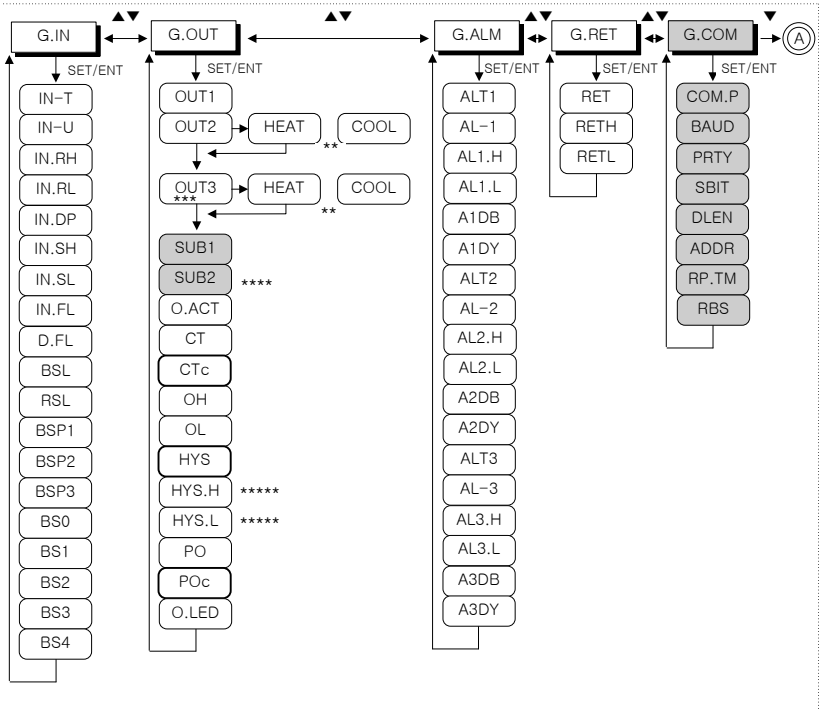 ▲▼ ▲▼ ▲▼ ▲▼ ▼
G.IN G.OUT G.ALM G.RET G.COM A
SET/ENT SET/ENT SET/ENT SET/ENT SET/ENT
IN-T
IN-U
IN.RH
IN.RL
IN.DP
IN.SH
IN.SL
IN.FL
D.FL
BSL
RSL
BSP1
BSP2
BSP3
BS0
BS1
BS2
BS3
BS4
OUT1
OUT2 HEAT COOL
**
OUT3 HEAT COOL
***
**
SUB1
SUB2 ****
O.ACT
CT
CTc
OH
OL
HYS
HYS.H *****
HYS.L *****
PO
POc
O.LED
ALT1
AL-1
AL1.H
AL1.L
A1DB
A1DY
ALT2
AL-2
AL2.H
AL2.L
A2DB
A2DY
ALT3
AL-3
AL3.H
AL3.L
A3DB
A3DY
RET
RETH
RETL
COM.P
BAUD
PRTY
SBIT
DLEN
ADDR
RP.TM
RBS